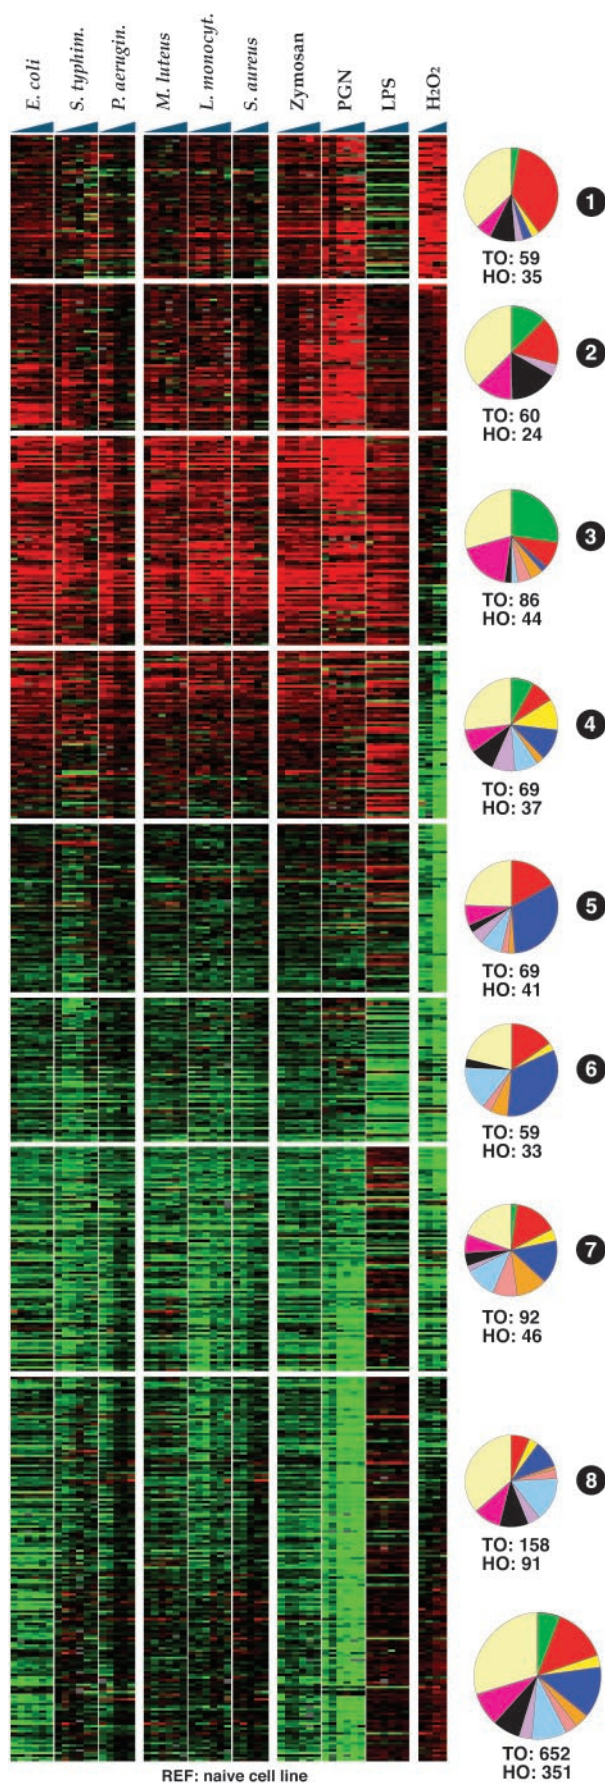 E. coli
S. typhim.
P. aerugin.
M. luteus
L. monocyt.
S. aureus
Zymosan
PGN
LPS
H2O2
1
TO: 59
HO: 35
2
TO: 60
HO: 24
3
TO: 86
HO: 44
4
TO: 69
HO: 37
5
TO: 69
HO: 41
6
TO: 59
HO: 33
7
TO: 92
HO: 46
8
TO: 158
HO: 91
TO: 652
HO: 351
REF: naive cell line